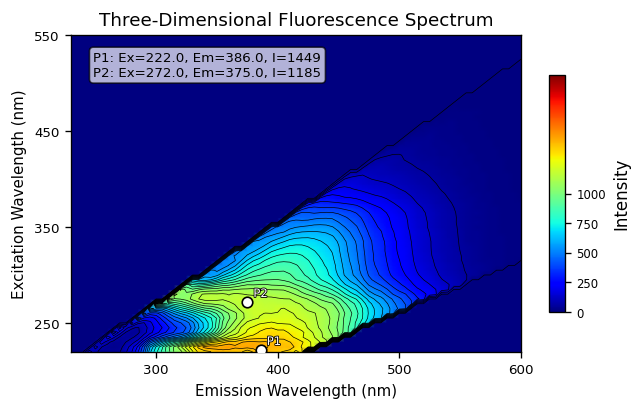 Three-Dimensional Fluorescence Spectrum
550
450
350
250
Excitation Wavelength (nm)
P1: Ex=222.0, Em=386.0, I=1449
P2: Ex=272.0, Em=375.0, I=1185
P2
P1
300
400
500
600
Emission Wavelength (nm)
1000
750
500
250
0
Intensity